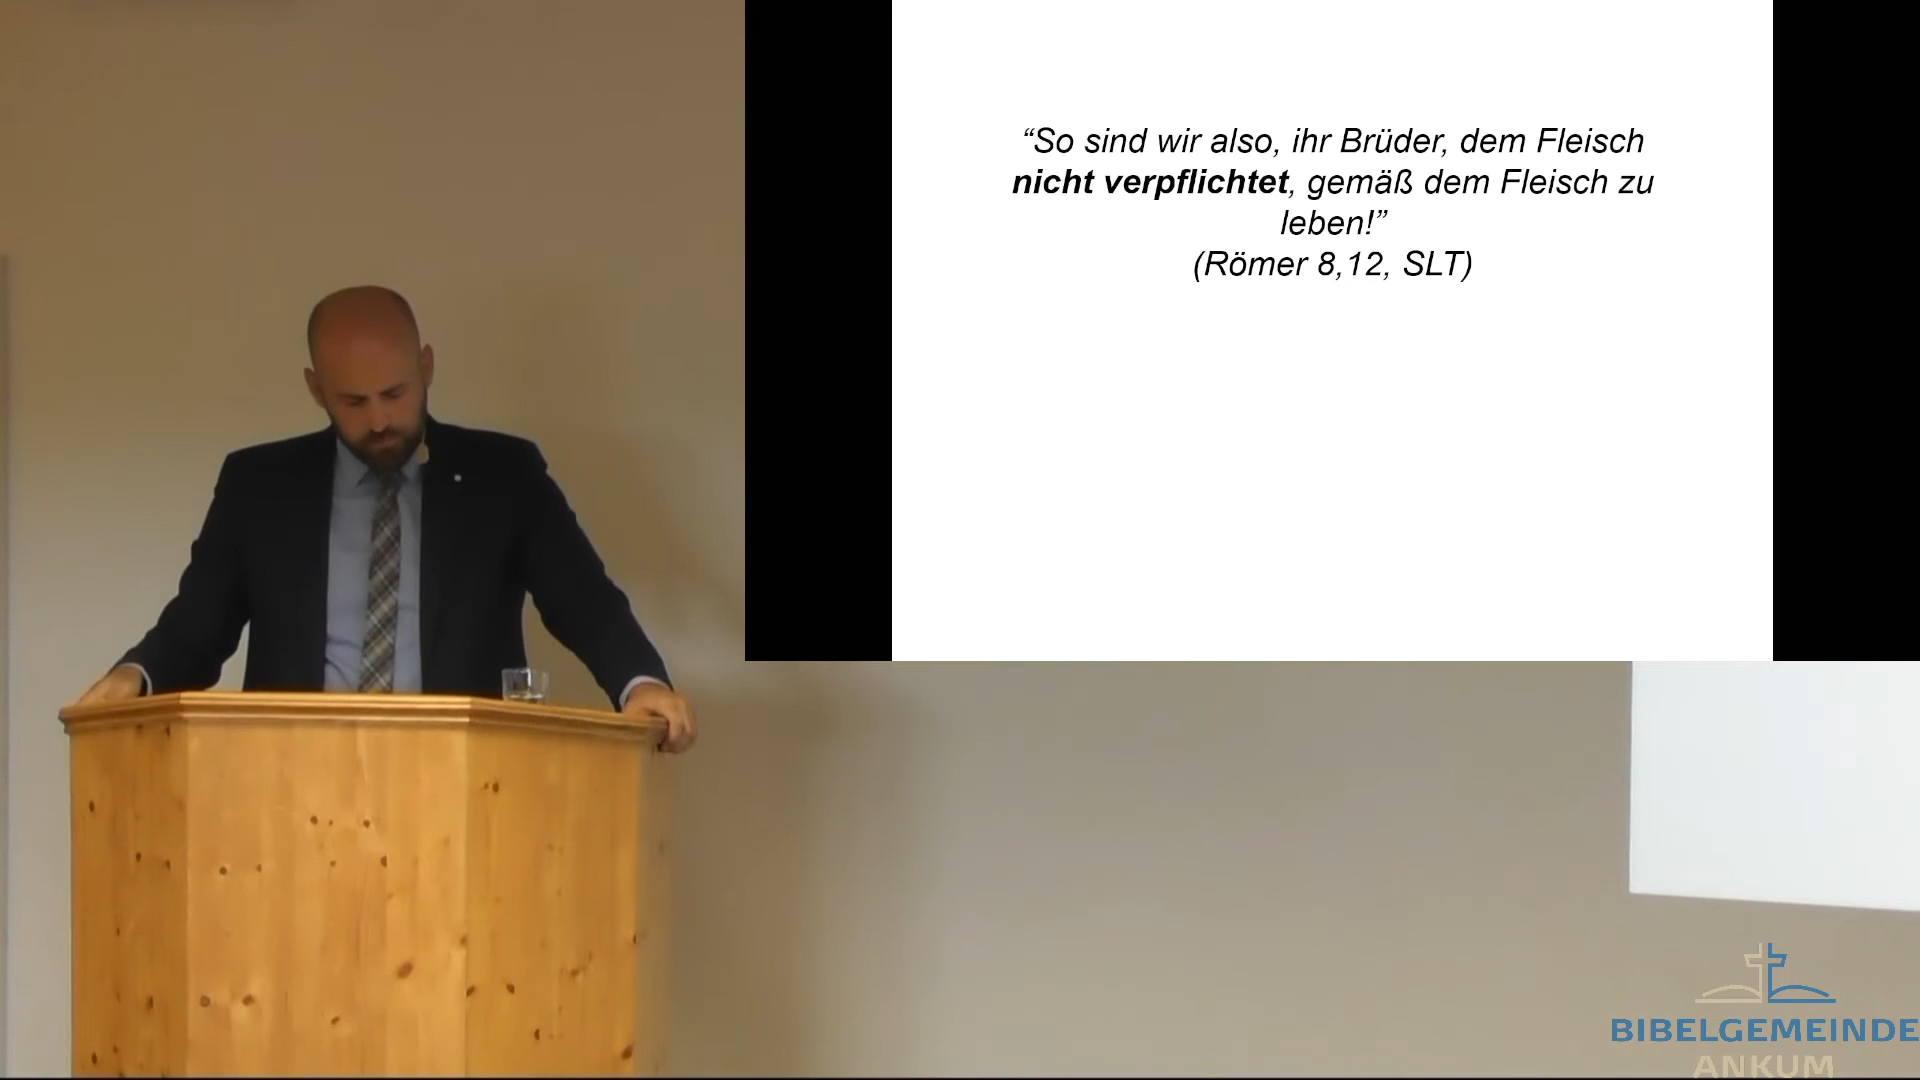 “So sind wir also, ihr Brüder, dem Fleisch
nicht verpflichtet, gemäß dem Fleisch zu
leben!”
(Römer 8,12, SLT)
BIBELGEMEINDE
ANKUM